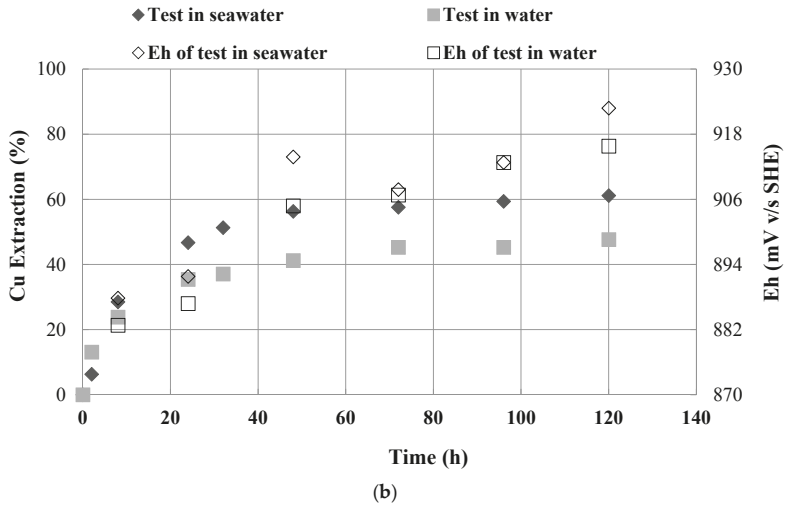 Test in seawater
Test in water
Eh of test in seawater
Eh of test in water
100
80
60
40
20
0
Cu Extraction (%)
930
918
906
894
882
870
Eh (mV v/s SHE)
0 20 40 60 80 100 120 140
Time (h)
(b)